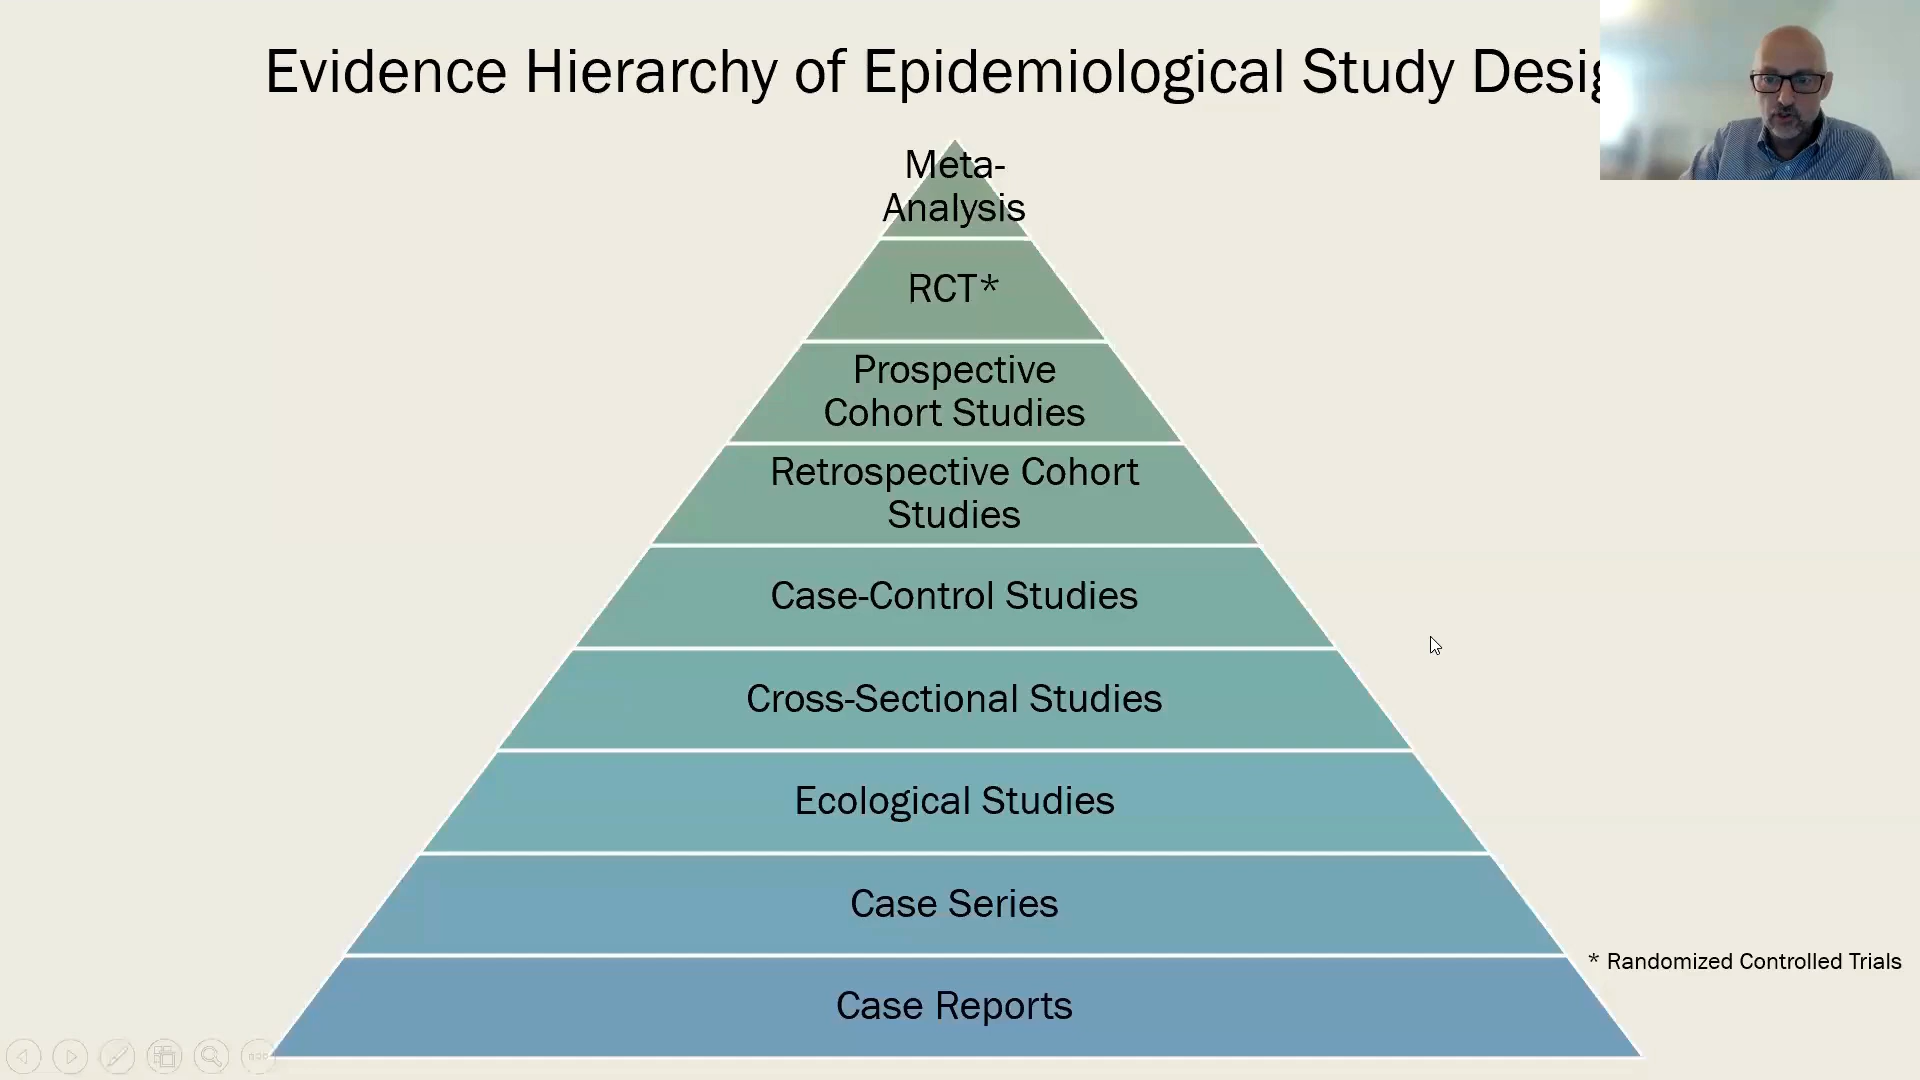 Evidence Hierarchy of Epidemiological Study
Meta-
Analysis
RCT*
Prospective
Cohort Studies
Retrospective Cohort
Studies
Case-Control Studies
Cross-Sectional Studies
Ecological Studies
Case Series
Case Reports
* Randomized Controlled Trials